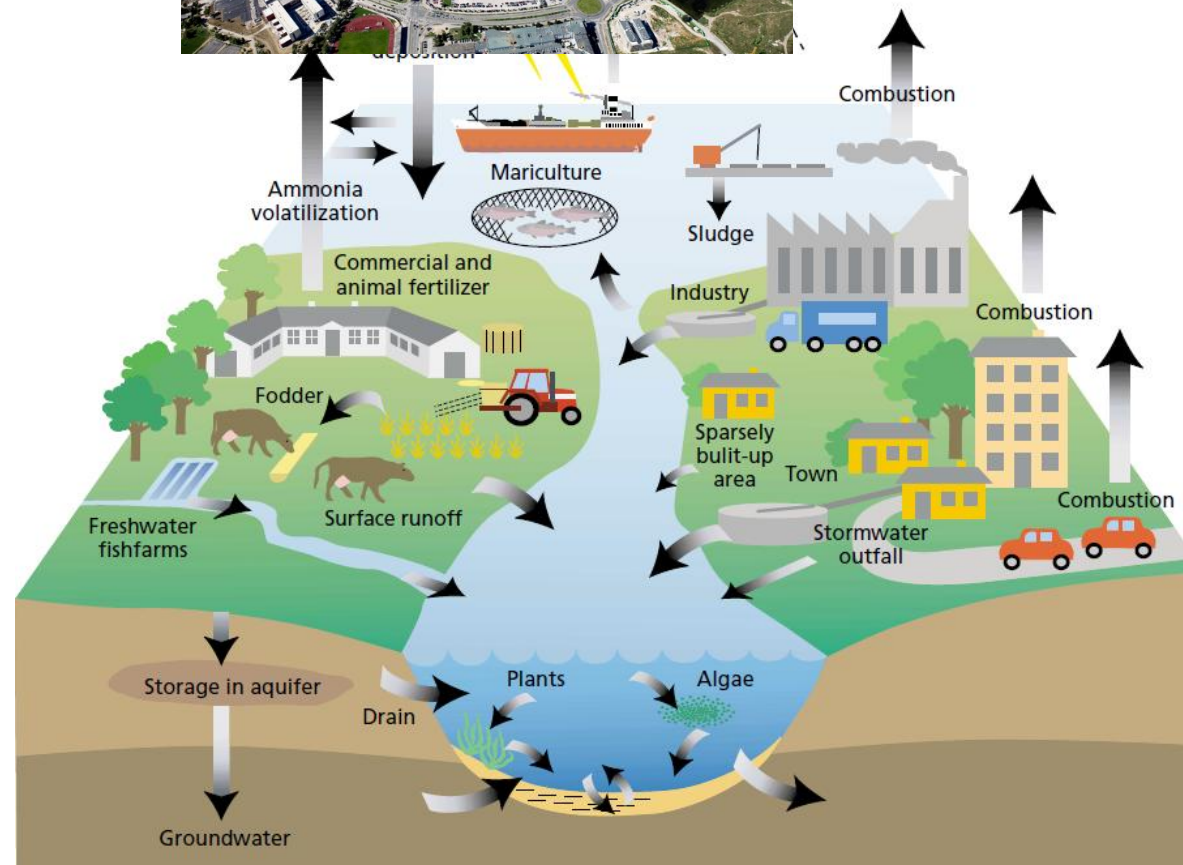 deposition
Combustion
Mariculture
Ammonia
volatilization
Sludge
Commercial and
animal fertilizer
Industry
Combustion
Fodder
Sparsely
bulit-up
area
Town
Combustion
Surface runoff
Freshwater
fishfarms
Stormwater
outfall
Storage in aquifer
Plants
Algae
Drain
Groundwater